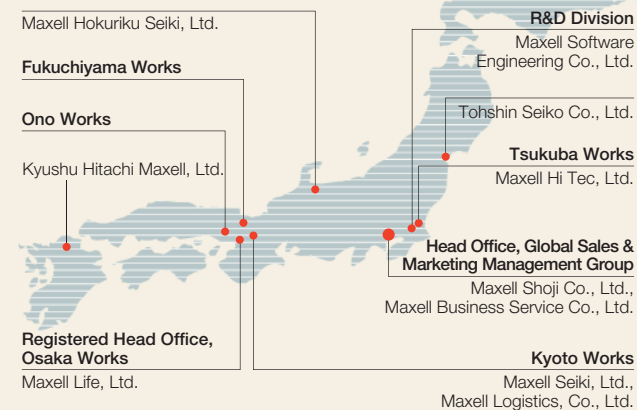 Maxell Hokuriku Seiki, Ltd.
Fukuchiyama Works
Ono Works
Kyushu Hitachi Maxell, Ltd.
Registered Head Office,
Osaka Works
Maxell Life, Ltd.
R&D Division
Maxell Software
Engineering Co., Ltd.
Tohshin Seiko Co., Ltd.
Tsukuba Works
Maxell Hi Tec, Ltd.
Head Office, Global Sales &
Marketing Management Group
Maxell Shoji Co., Ltd.,
Maxell Business Service Co., Ltd.
Kyoto Works
Maxell Seiki, Ltd.,
Maxell Logistics, Co., Ltd.